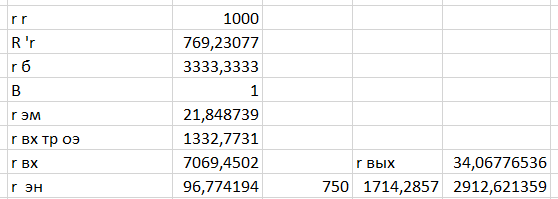 r г 1000
R 'г 769,23077
r б 3333,3333
В 1
r эм 21,848739
r вх тр оэ 1332,7731
r вх 7069,4502 r вых 34,06776536
r эн 96,774194 750 1714,2857 2912,621359